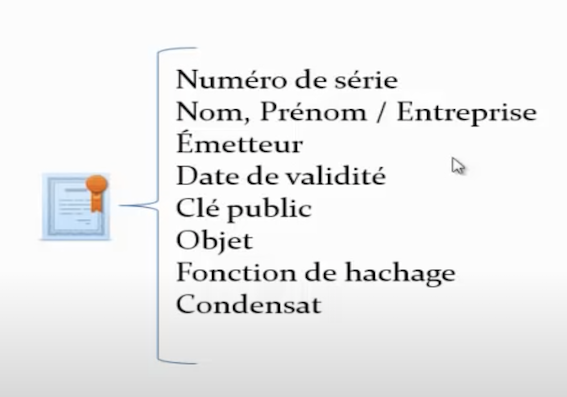 Numéro de série
Nom, Prénom / Entreprise
Émetteur
Date de validité
Clé public
Objet
Fonction de hachage
Condensat